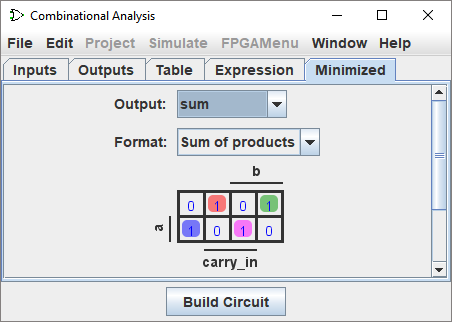 Combinational Analysis
File Edit Project Simulate FPGAMenu Window Help
Inputs Outputs Table Expression Minimized
Output: sum
Format: Sum of products
b
0 1 0 1
a 1 0 1 0
carry_in
Build Circuit